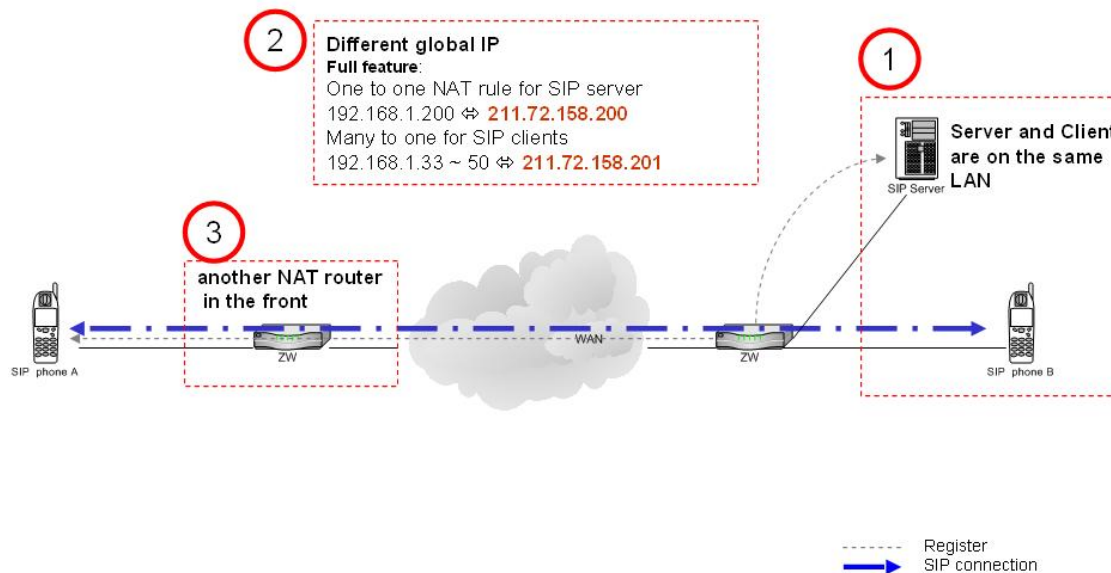 2
Different global IP
Full feature:
One to one NAT rule for SIP server
192.168.1.200 ⇔ 211.72.158.200
Many to one for SIP clients
192.168.1.33 ~ 50 ⇔ 211.72.158.201
1
Server and Client
are on the same
LAN
SIP Server
3
another NAT router
in the front
SIP phone A
ZW
WAN
ZW
SIP phone B
Register
SIP connection